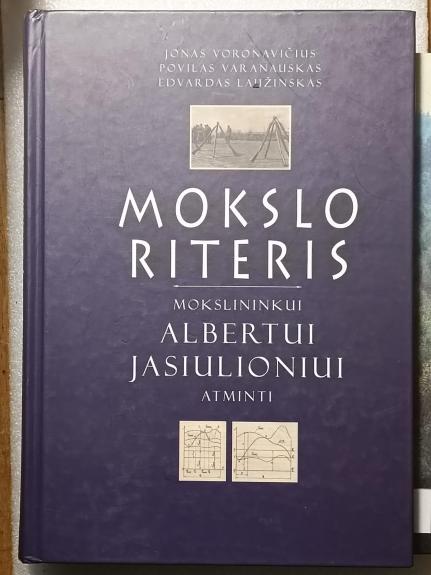 JONAS VORONAVIČIUS
POVILAS VARANAUSKAS
EDVARDAS LAUŽINSKAS
MOKSLO
RITERIS
MOKSLININKUI
ALBERTUI
JASIULIONIUI
ATMINTI